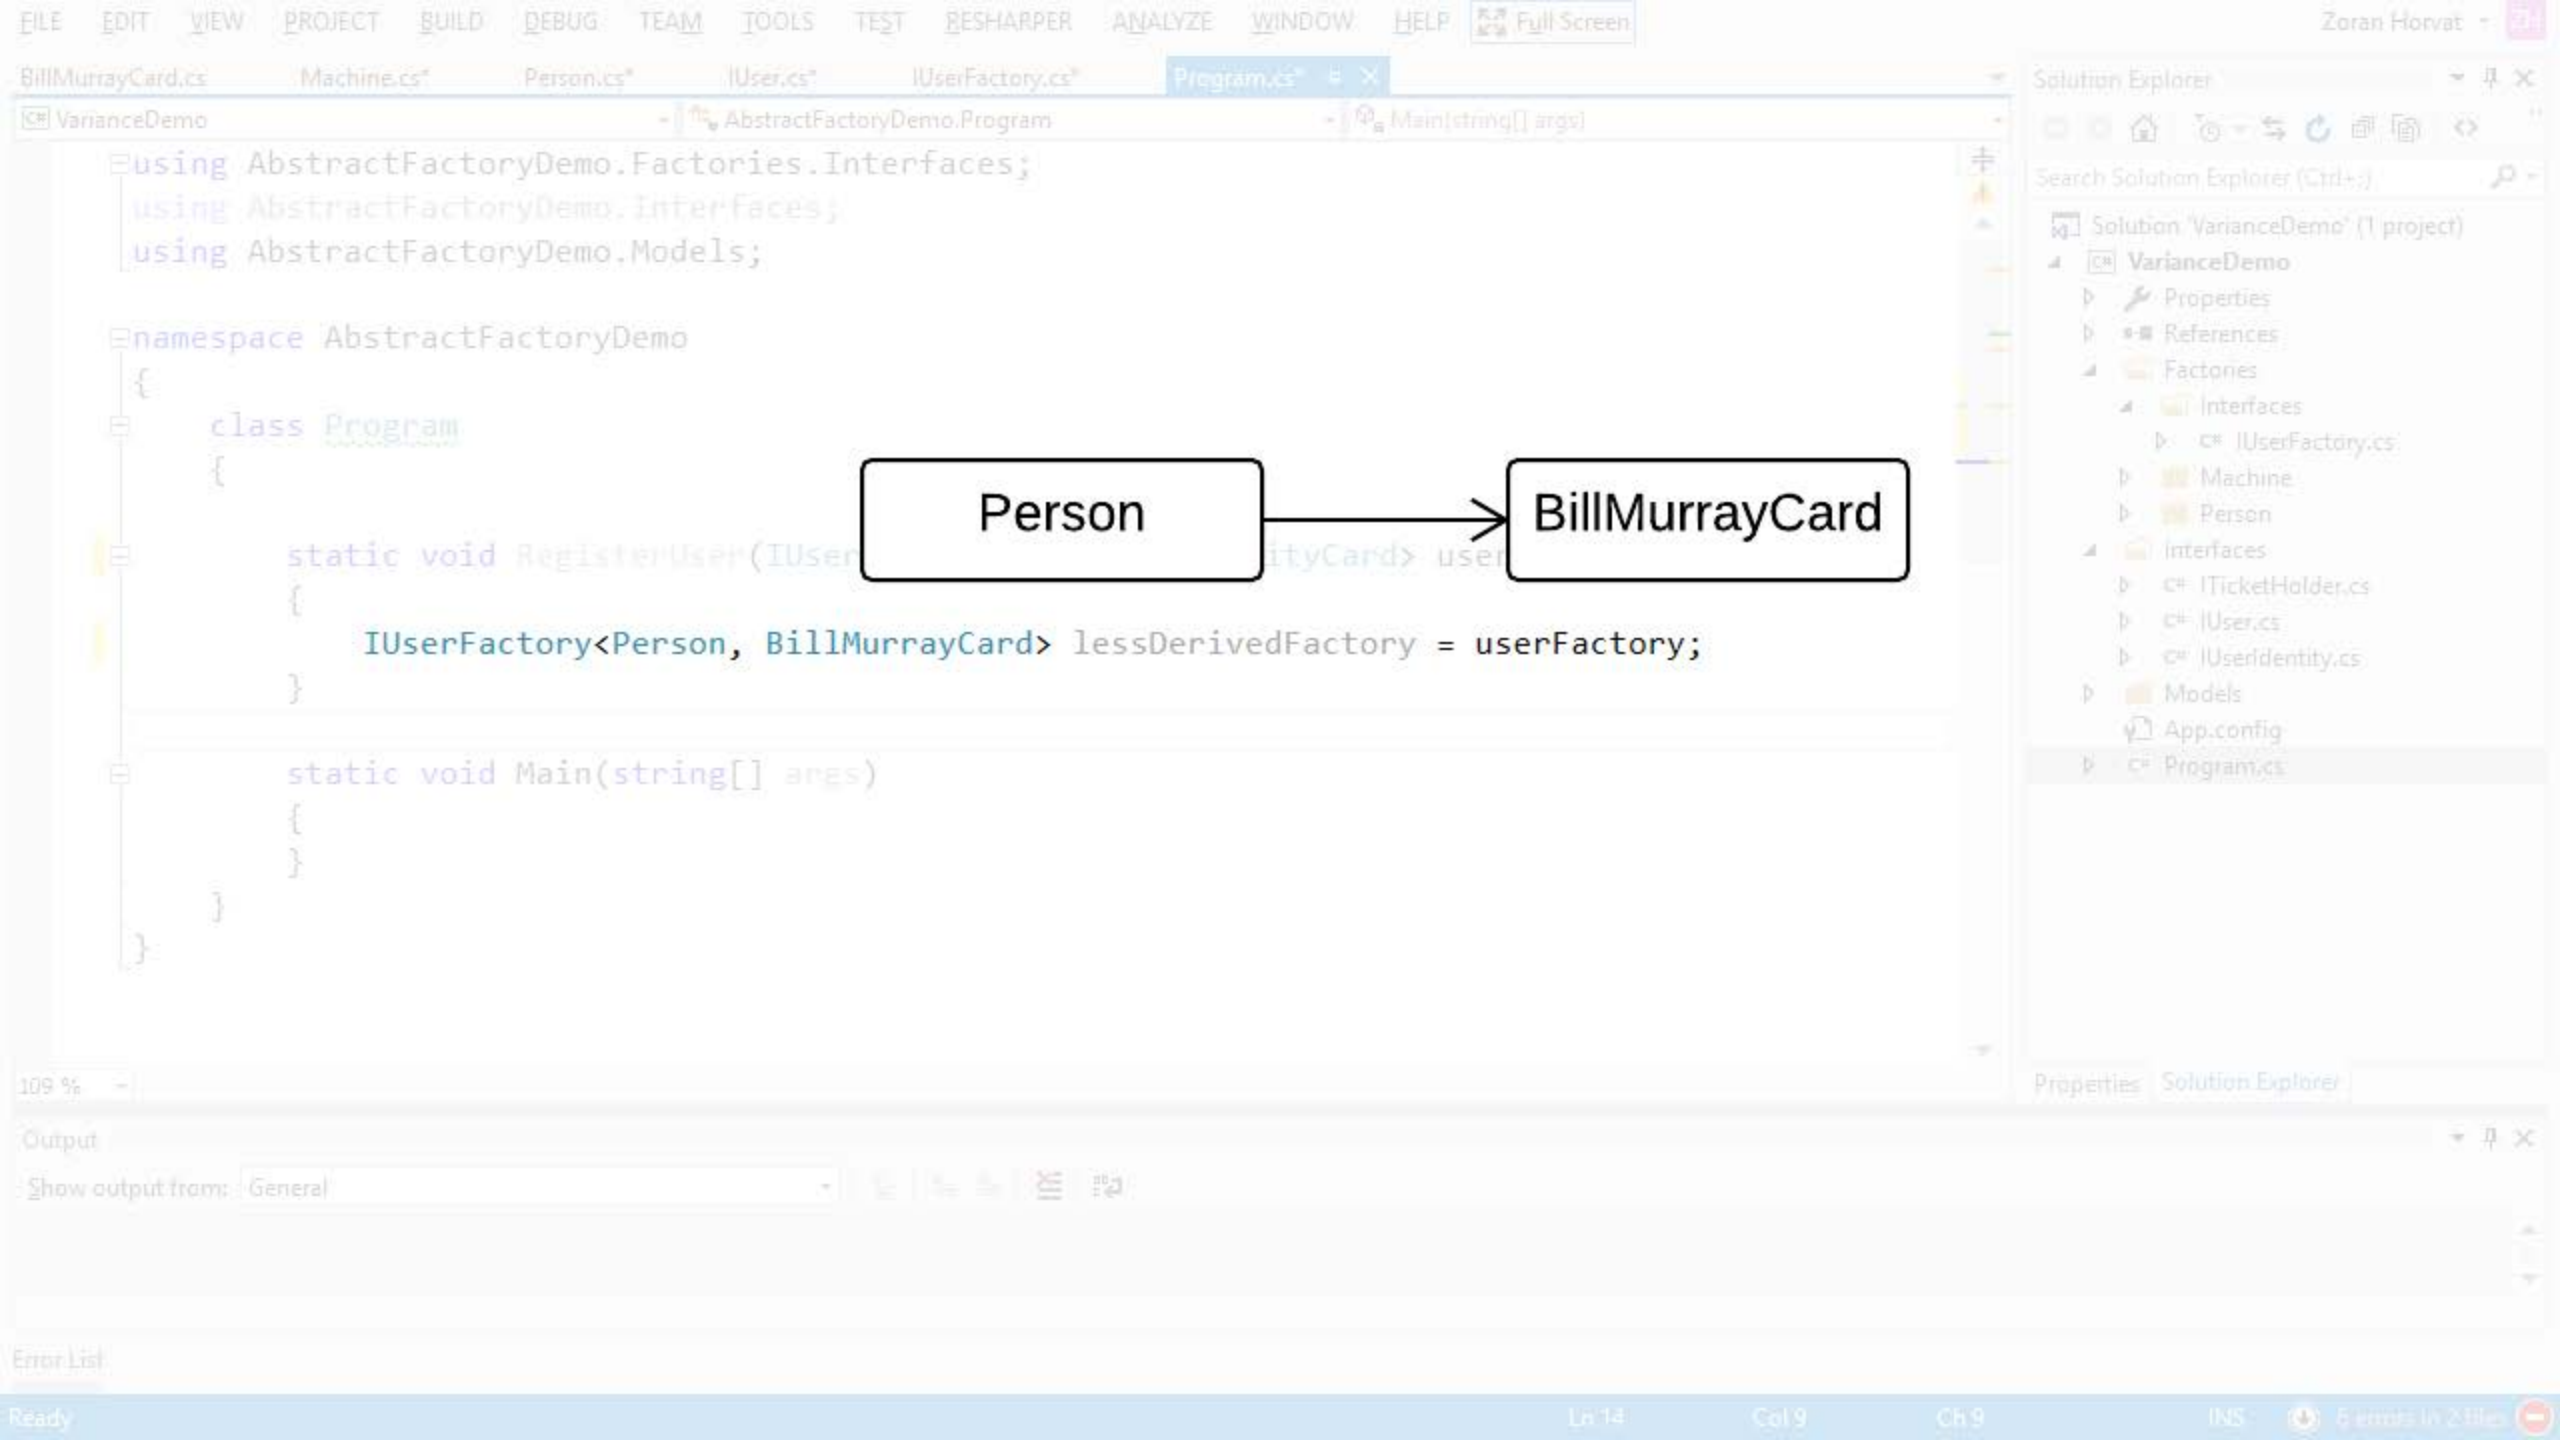 FILE EDIT VIEW PROJECT BUILD DEBUG TEAM TOOLS TEST RESHARPER ANALYZE WINDOW HELP Full Screen Zoran Horvat ZH
BillMurrayCard.cs Machine.cs* Person.cs* IUser.cs* IUserFactory.cs* Program.cs*
VarianceDemo AbstractFactoryDemo.Program Main(string[] args)
using AbstractFactoryDemo.Factories.Interfaces;
using AbstractFactoryDemo.Interfaces;
using AbstractFactoryDemo.Models;
namespace AbstractFactoryDemo
{
class Program
{
static void RegisterUser(IUser ityCard> user
{
IUserFactory<Person, BillMurrayCard> lessDerivedFactory = userFactory;
}
static void Main(string[] args)
{
}
}
}
Person
BillMurrayCard
109 %
Solution Explorer
Search Solution Explorer (Ctrl+;)
Solution 'VarianceDemo' (1 project)
VarianceDemo
Properties
References
Factories
Interfaces
IUserFactory.cs
Machine
Person
Interfaces
ITicketHolder.cs
IUser.cs
IUserIdentity.cs
Models
App.config
Program.cs
Properties Solution Explorer
Output
Show output from: General
Error List
Ready Ln 14 Col 9 Ch 9 INS 6 errors in 2 files